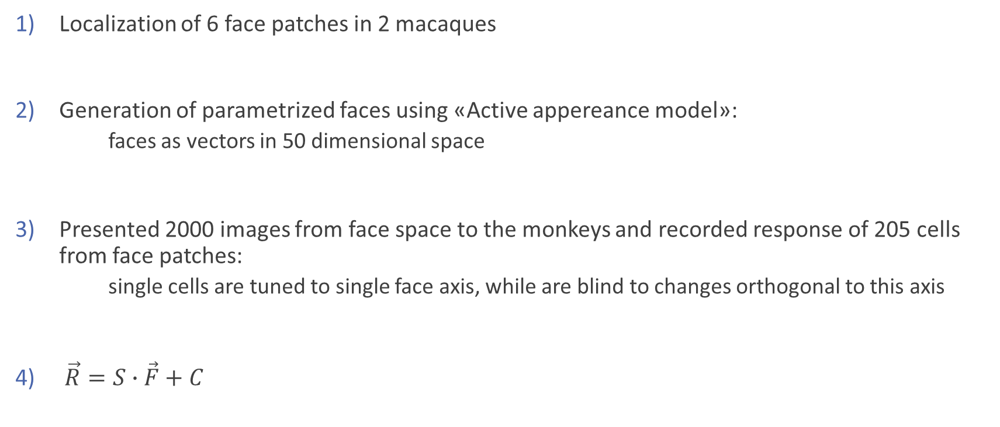 1) Localization of 6 face patches in 2 macaques
2) Generation of parametrized faces using «Active appereance model»:
faces as vectors in 50 dimensional space
3) Presented 2000 images from face space to the monkeys and recorded response of 205 cells
from face patches:
single cells are tuned to single face axis, while are blind to changes orthogonal to this axis
4) R⃗ = S · F⃗ + C